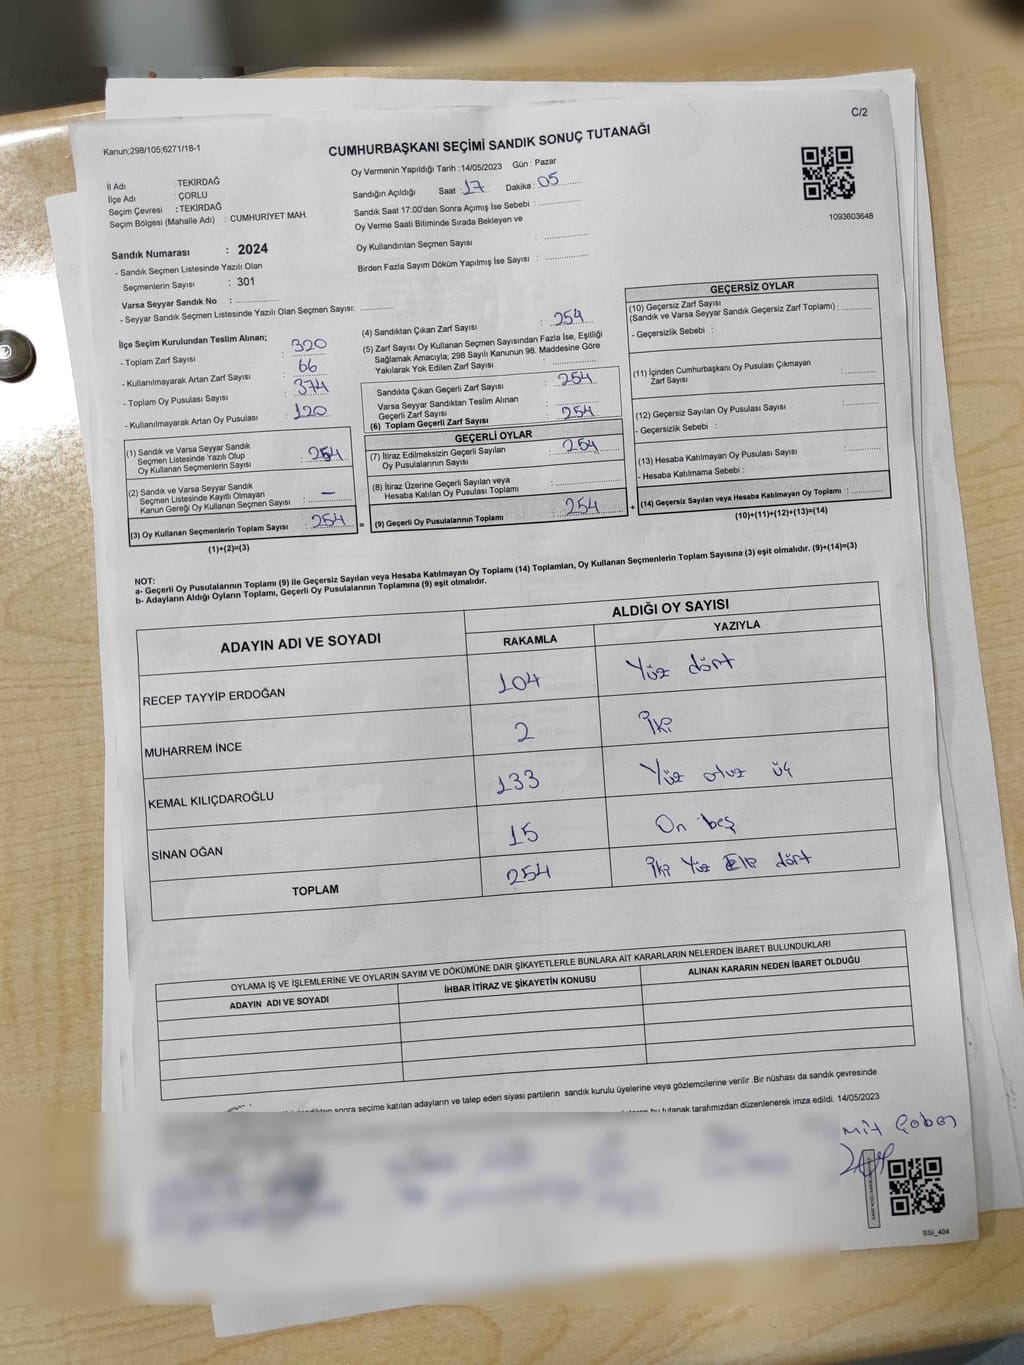 C/2
Kanun;298/105;6271/18-1
CUMHURBAŞKANI SEÇİMİ SANDIK SONUÇ TUTANAĞI
1093603648
İl Adı : TEKİRDAĞ
İlçe Adı : ÇORLU
Seçim Çevresi : TEKİRDAĞ
Seçim Bölgesi (Mahalle Adı) : CUMHURİYET MAH.
Oy Vermenin Yapıldığı Tarih : 14/05/2023 Gün : Pazar
Sandığın Açıldığı Saat : 17 Dakika : 05
Sandık Saat 17:00'den Sonra Açımış İse Sebebi :
Oy Verme Saati Bitiminde Sırada Bekleyen ve
Oy Kullandırılan Seçmen Sayısı :
Birden Fazla Sayım Döküm Yapılmış İse Sayısı :
Sandık Numarası : 2024
- Sandık Seçmen Listesinde Yazılı Olan
Seçmenlerin Sayısı : 301
Varsa Seyyar Sandık No :
- Seyyar Sandık Seçmen Listesinde Yazılı Olan Seçmen Sayısı:
İlçe Seçim Kurulundan Teslim Alınan;
- Toplam Zarf Sayısı : 320
- Kullanılmayarak Artan Zarf Sayısı : 66
- Toplam Oy Pusulası Sayısı : 374
- Kullanılmayarak Artan Oy Pusulası : 120
(1) Sandık ve Varsa Seyyar Sandık
Seçmen Listesinde Yazılı Olup
Oy Kullanan Seçmenlerin Sayısı : 254
(2) Sandık ve Varsa Seyyar Sandık
Seçmen Listesinde Kayıtlı Olmayan
Kanun Gereği Oy Kullanan Seçmen Sayısı : —
(3) Oy Kullanan Seçmenlerin Toplam Sayısı : 254
(1)+(2)=(3)
=
(4) Sandıktan Çıkan Zarf Sayısı : 254
(5) Zarf Sayısı Oy Kullanan Seçmen Sayısından Fazla İse, Eşitliği
Sağlamak Amacıyla; 298 Sayılı Kanunun 98. Maddesine Göre
Yakılarak Yok Edilen Zarf Sayısı :
Sandıkta Çıkan Geçerli Zarf Sayısı : 254
Varsa Seyyar Sandıktan Teslim Alınan
Geçerli Zarf Sayısı :
(6) Toplam Geçerli Zarf Sayısı : 254
GEÇERLİ OYLAR
(7) İtiraz Edilmeksizin Geçerli Sayılan
Oy Pusulalarının Sayısı : 254
(8) İtiraz Üzerine Geçerli Sayılan veya
Hesaba Katılan Oy Pusulası Toplamı :
(9) Geçerli Oy Pusulalarının Toplamı : 254
+
GEÇERSİZ OYLAR
(10) Geçersiz Zarf Sayısı
(Sandık ve Varsa Seyyar Sandık Geçersiz Zarf Toplamı) :
- Geçersizlik Sebebi :
(11) İçinden Cumhurbaşkanı Oy Pusulası Çıkmayan
Zarf Sayısı :
(12) Geçersiz Sayılan Oy Pusulası Sayısı :
- Geçersizlik Sebebi :
(13) Hesaba Katılmayan Oy Pusulası Sayısı :
- Hesaba Katılmama Sebebi :
(14) Geçersiz Sayılan veya Hesaba Katılmayan Oy Toplamı :
(10)+(11)+(12)+(13)=(14)
NOT:
a- Geçerli Oy Pusulalarının Toplamı (9) ile Geçersiz Sayılan veya Hesaba Katılmayan Oy Toplamı (14) Toplamları, Oy Kullanan Seçmenlerin Toplam Sayısına (3) eşit olmalıdır. (9)+(14)=(3)
b- Adayların Aldığı Oyların Toplamı, Geçerli Oy Pusulalarının Toplamına (9) eşit olmalıdır.
ADAYIN ADI VE SOYADI
ALDIĞI OY SAYISI
RAKAMLA YAZIYLA
RECEP TAYYİP ERDOĞAN 104 Yüz dört
MUHARREM İNCE 2 İki
KEMAL KILIÇDAROĞLU 133 Yüz otuz üç
SİNAN OĞAN 15 On beş
TOPLAM 254 İki Yüz Elli dört
OYLAMA İŞ VE İŞLEMLERİNE VE OYLARIN SAYIM VE DÖKÜMÜNE DAİR ŞİKAYETLERLE BUNLARA AİT KARARLARIN NELERDEN İBARET BULUNDUKLARI
ADAYIN ADI VE SOYADI İHBAR İTİRAZ VE ŞİKAYETİN KONUSU ALINAN KARARIN NEDEN İBARET OLDUĞU
sonra seçime katılan adayların ve talep eden siyasi partilerin sandık kurulu üyelerine veya gözlemcilerine verilir .Bir nüshası da sandık çevresinde
bu tutanak tarafımızdan düzenlenerek imza edildi. 14/05/2023
SSI_404